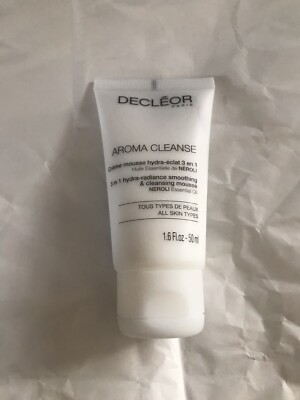 DECLÉOR
PARIS
AROMA CLEANSE
Crème mousse hydra-éclat 3 en 1
Huile Essentielle de NEROLI
3 in 1 hydra-radiance smoothing
& cleansing mousse
NEROLI Essential Oil
TOUS TYPES DE PEAUX
ALL SKIN TYPES
1.6 Fl.oz - 50 ml